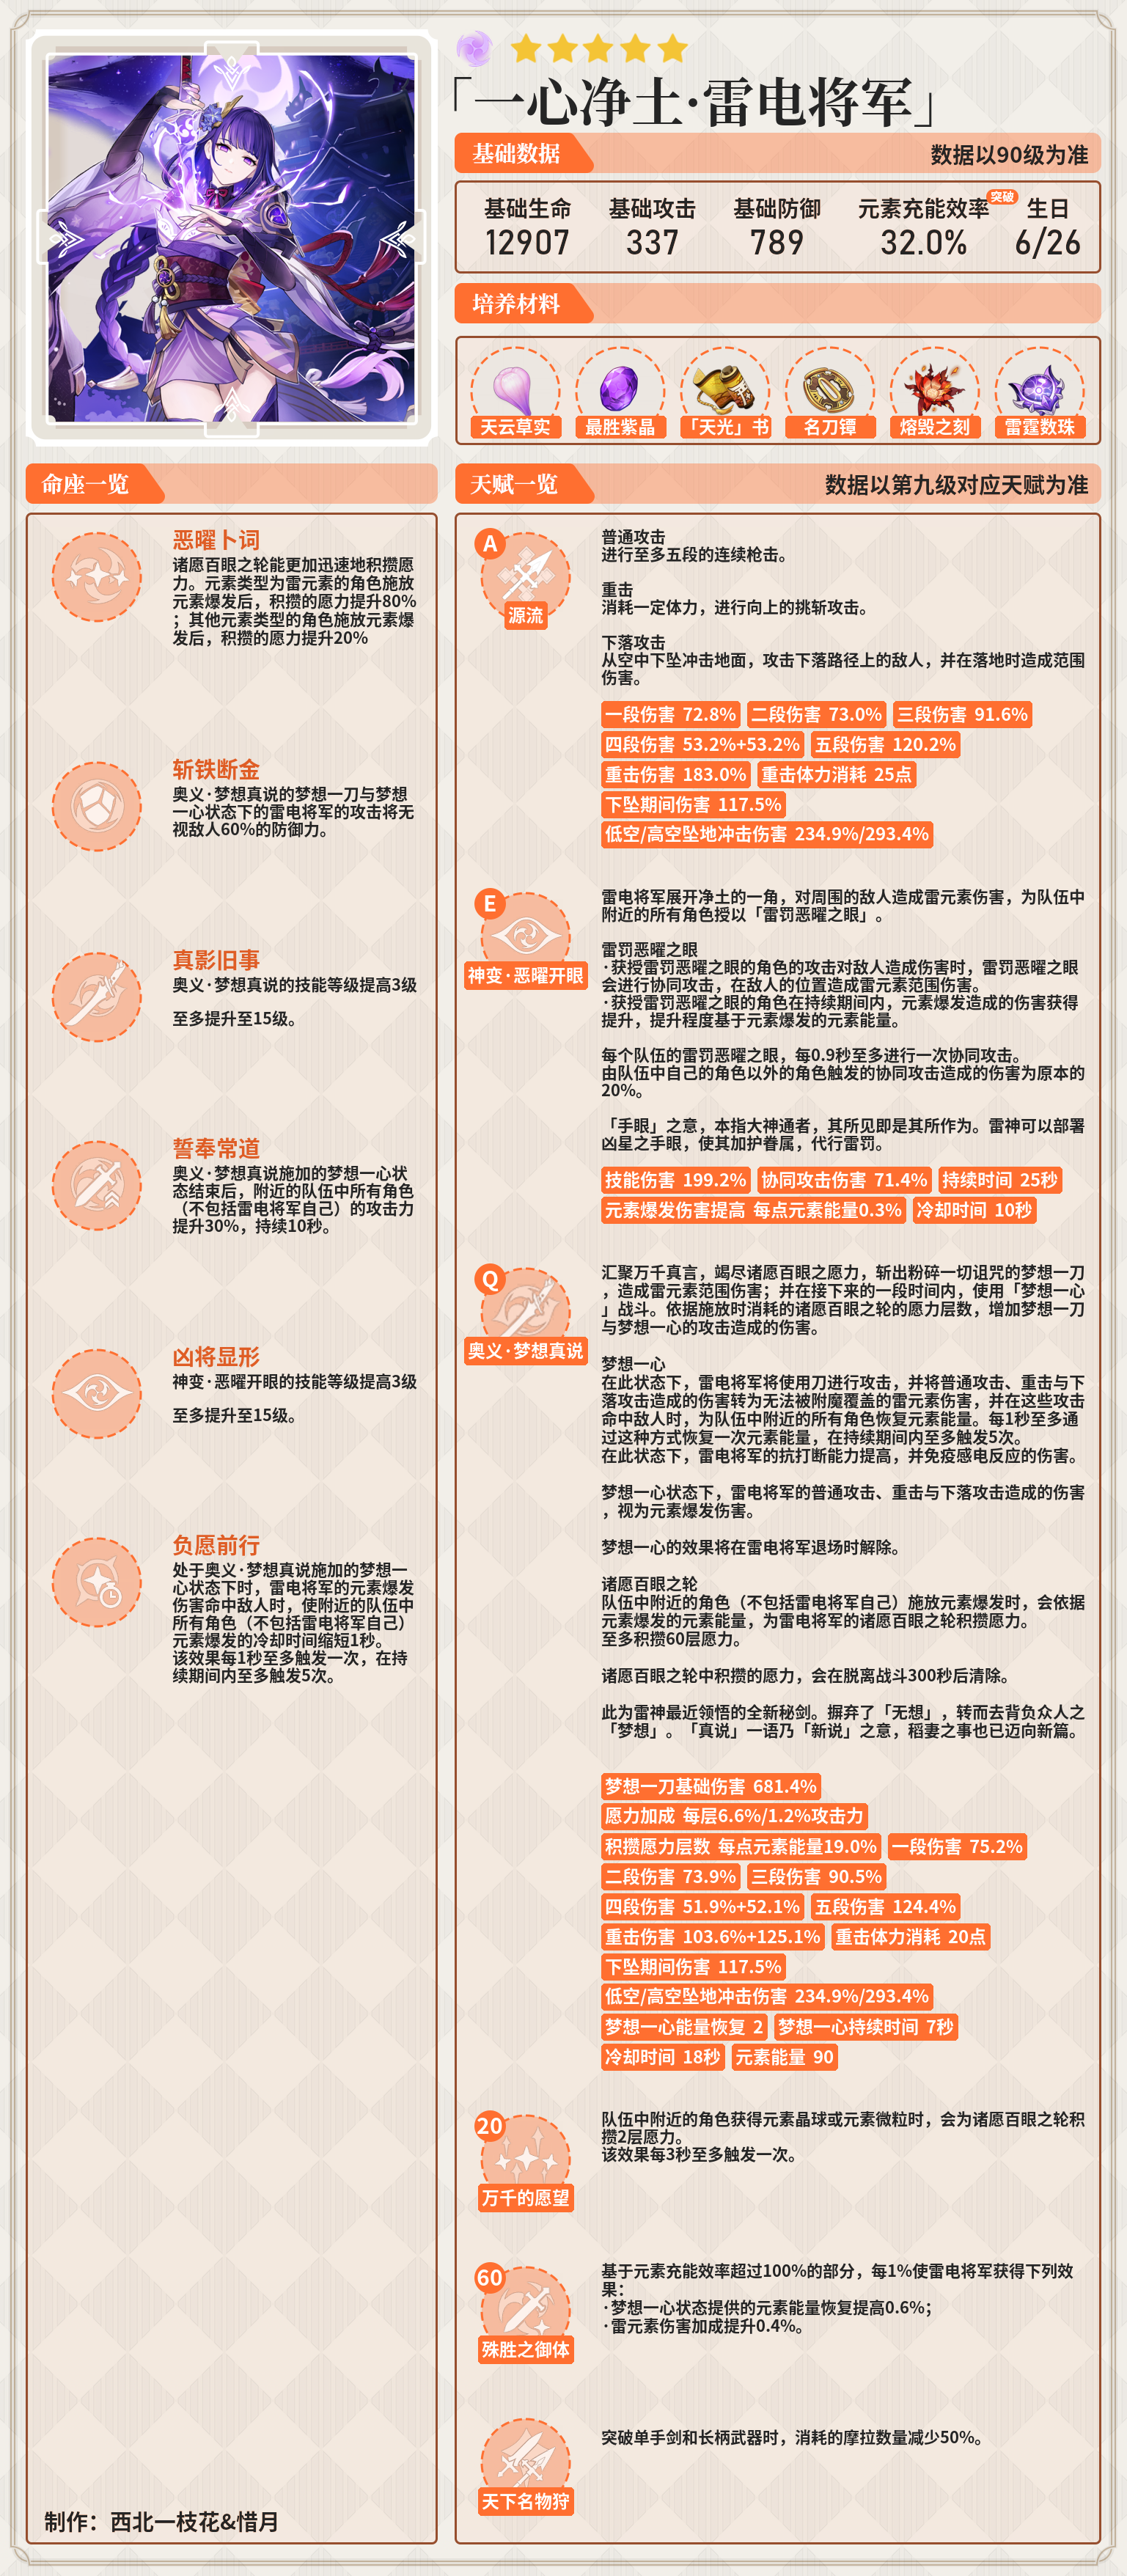 「一心净土·雷电将军」
基础数据
数据以90级为准
基础生命
基础攻击
基础防御
元素充能效率
突破
生日
12907
337
789
32.0%
6/26
培养材料
天云草实
最胜紫晶
「天光」书
名刀镡
熔毁之刻
雷霆数珠
命座一览
恶曜卜词
诸愿百眼之轮能更加迅速地积攒愿
力。元素类型为雷元素的角色施放
元素爆发后，积攒的愿力提升80%
；其他元素类型的角色施放元素爆
发后，积攒的愿力提升20%
斩铁断金
奥义·梦想真说的梦想一刀与梦想
一心状态下的雷电将军的攻击将无
视敌人60%的防御力。
真影旧事
奥义·梦想真说的技能等级提高3级
至多提升至15级。
誓奉常道
奥义·梦想真说施加的梦想一心状
态结束后，附近的队伍中所有角色
（不包括雷电将军自己）的攻击力
提升30%，持续10秒。
凶将显形
神变·恶曜开眼的技能等级提高3级
至多提升至15级。
负愿前行
处于奥义·梦想真说施加的梦想一
心状态下时，雷电将军的元素爆发
伤害命中敌人时，使附近的队伍中
所有角色（不包括雷电将军自己）
元素爆发的冷却时间缩短1秒。
该效果每1秒至多触发一次，在持
续期间内至多触发5次。
制作：西北一枝花&惜月
天赋一览
数据以第九级对应天赋为准
A
源流
普通攻击
进行至多五段的连续枪击。
重击
消耗一定体力，进行向上的挑斩攻击。
下落攻击
从空中下坠冲击地面，攻击下落路径上的敌人，并在落地时造成范围
伤害。
一段伤害 72.8% 二段伤害 73.0% 三段伤害 91.6%
四段伤害 53.2%+53.2% 五段伤害 120.2%
重击伤害 183.0% 重击体力消耗 25点
下坠期间伤害 117.5%
低空/高空坠地冲击伤害 234.9%/293.4%
E
神变·恶曜开眼
雷电将军展开净土的一角，对周围的敌人造成雷元素伤害，为队伍中
附近的所有角色授以「雷罚恶曜之眼」。
雷罚恶曜之眼
·获授雷罚恶曜之眼的角色的攻击对敌人造成伤害时，雷罚恶曜之眼
会进行协同攻击，在敌人的位置造成雷元素范围伤害。
·获授雷罚恶曜之眼的角色在持续期间内，元素爆发造成的伤害获得
提升，提升程度基于元素爆发的元素能量。
每个队伍的雷罚恶曜之眼，每0.9秒至多进行一次协同攻击。
由队伍中自己的角色以外的角色触发的协同攻击造成的伤害为原本的
20%。
「手眼」之意，本指大神通者，其所见即是其所作为。雷神可以部署
凶星之手眼，使其加护眷属，代行雷罚。
技能伤害 199.2% 协同攻击伤害 71.4% 持续时间 25秒
元素爆发伤害提高 每点元素能量0.3% 冷却时间 10秒
Q
奥义·梦想真说
汇聚万千真言，竭尽诸愿百眼之愿力，斩出粉碎一切诅咒的梦想一刀
，造成雷元素范围伤害；并在接下来的一段时间内，使用「梦想一心
」战斗。依据施放时消耗的诸愿百眼之轮的愿力层数，增加梦想一刀
与梦想一心的攻击造成的伤害。
梦想一心
在此状态下，雷电将军将使用刀进行攻击，并将普通攻击、重击与下
落攻击造成的伤害转为无法被附魔覆盖的雷元素伤害，并在这些攻击
命中敌人时，为队伍中附近的所有角色恢复元素能量。每1秒至多通
过这种方式恢复一次元素能量，在持续期间内至多触发5次。
在此状态下，雷电将军的抗打断能力提高，并免疫感电反应的伤害。
梦想一心状态下，雷电将军的普通攻击、重击与下落攻击造成的伤害
，视为元素爆发伤害。
梦想一心的效果将在雷电将军退场时解除。
诸愿百眼之轮
队伍中附近的角色（不包括雷电将军自己）施放元素爆发时，会依据
元素爆发的元素能量，为雷电将军的诸愿百眼之轮积攒愿力。
至多积攒60层愿力。
诸愿百眼之轮中积攒的愿力，会在脱离战斗300秒后清除。
此为雷神最近领悟的全新秘剑。摒弃了「无想」，转而去背负众人之
「梦想」。「真说」一语乃「新说」之意，稻妻之事也已迈向新篇。
梦想一刀基础伤害 681.4%
愿力加成 每层6.6%/1.2%攻击力
积攒愿力层数 每点元素能量19.0% 一段伤害 75.2%
二段伤害 73.9% 三段伤害 90.5%
四段伤害 51.9%+52.1% 五段伤害 124.4%
重击伤害 103.6%+125.1% 重击体力消耗 20点
下坠期间伤害 117.5%
低空/高空坠地冲击伤害 234.9%/293.4%
梦想一心能量恢复 2 梦想一心持续时间 7秒
冷却时间 18秒 元素能量 90
20
万千的愿望
队伍中附近的角色获得元素晶球或元素微粒时，会为诸愿百眼之轮积
攒2层愿力。
该效果每3秒至多触发一次。
60
殊胜之御体
基于元素充能效率超过100%的部分，每1%使雷电将军获得下列效
果：
·梦想一心状态提供的元素能量恢复提高0.6%；
·雷元素伤害加成提升0.4%。
天下名物狩
突破单手剑和长柄武器时，消耗的摩拉数量减少50%。